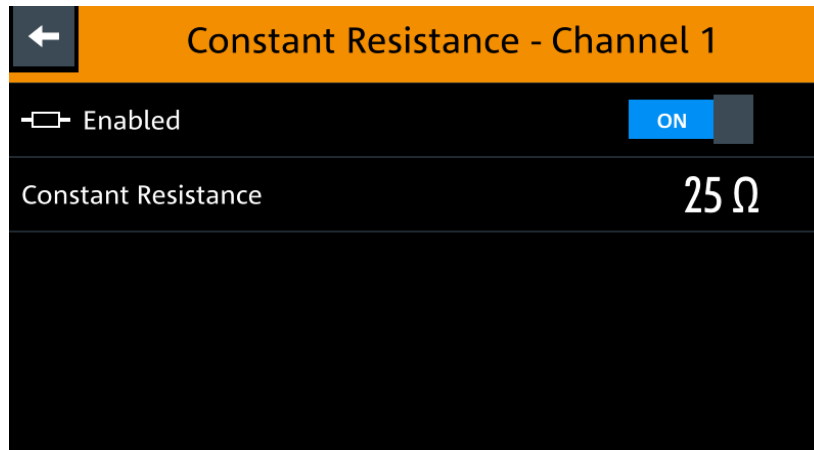 Constant Resistance - Channel 1
Enabled ON
Constant Resistance 25 Ω